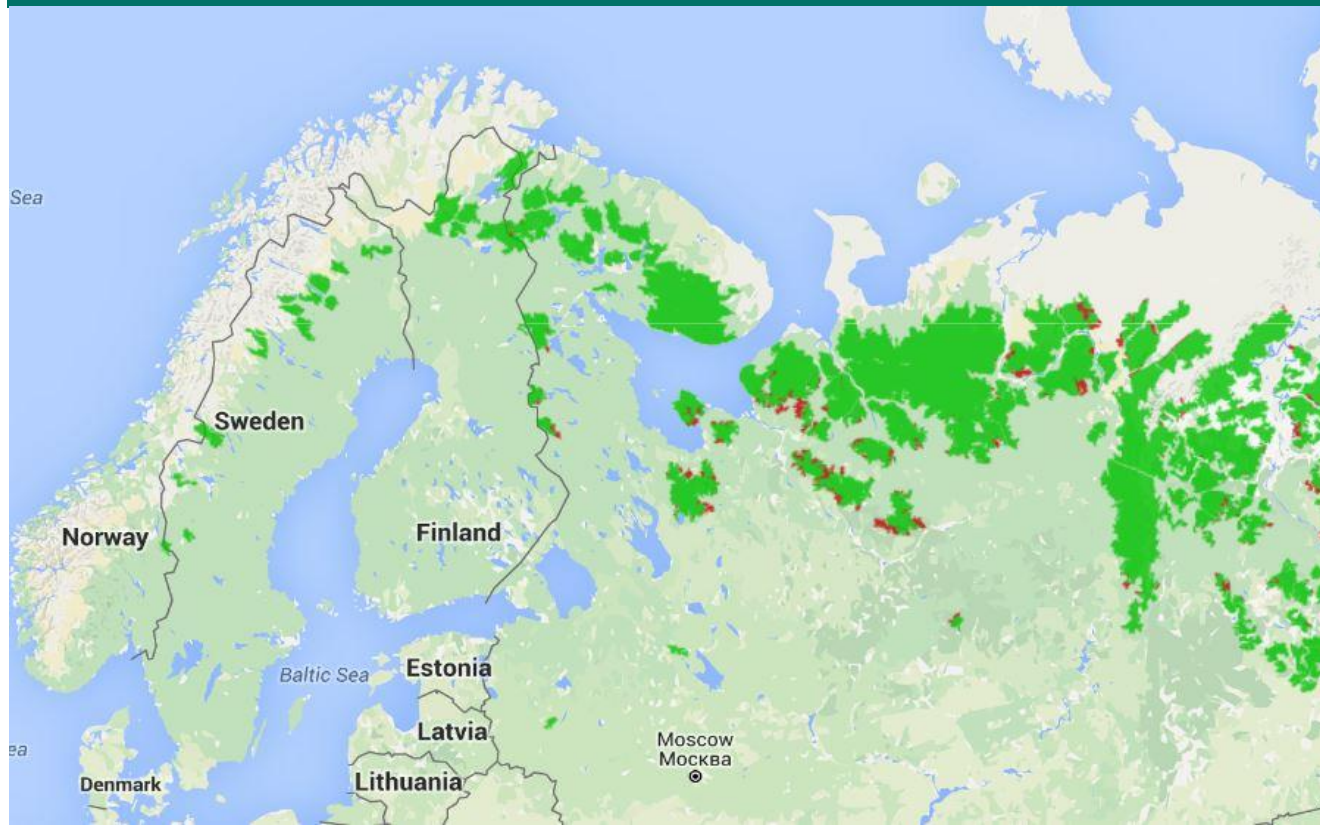 Sea
Sweden
Norway
Finland
Baltic Sea
Estonia
Latvia
ea
Moscow
Москва
Denmark
Lithuania